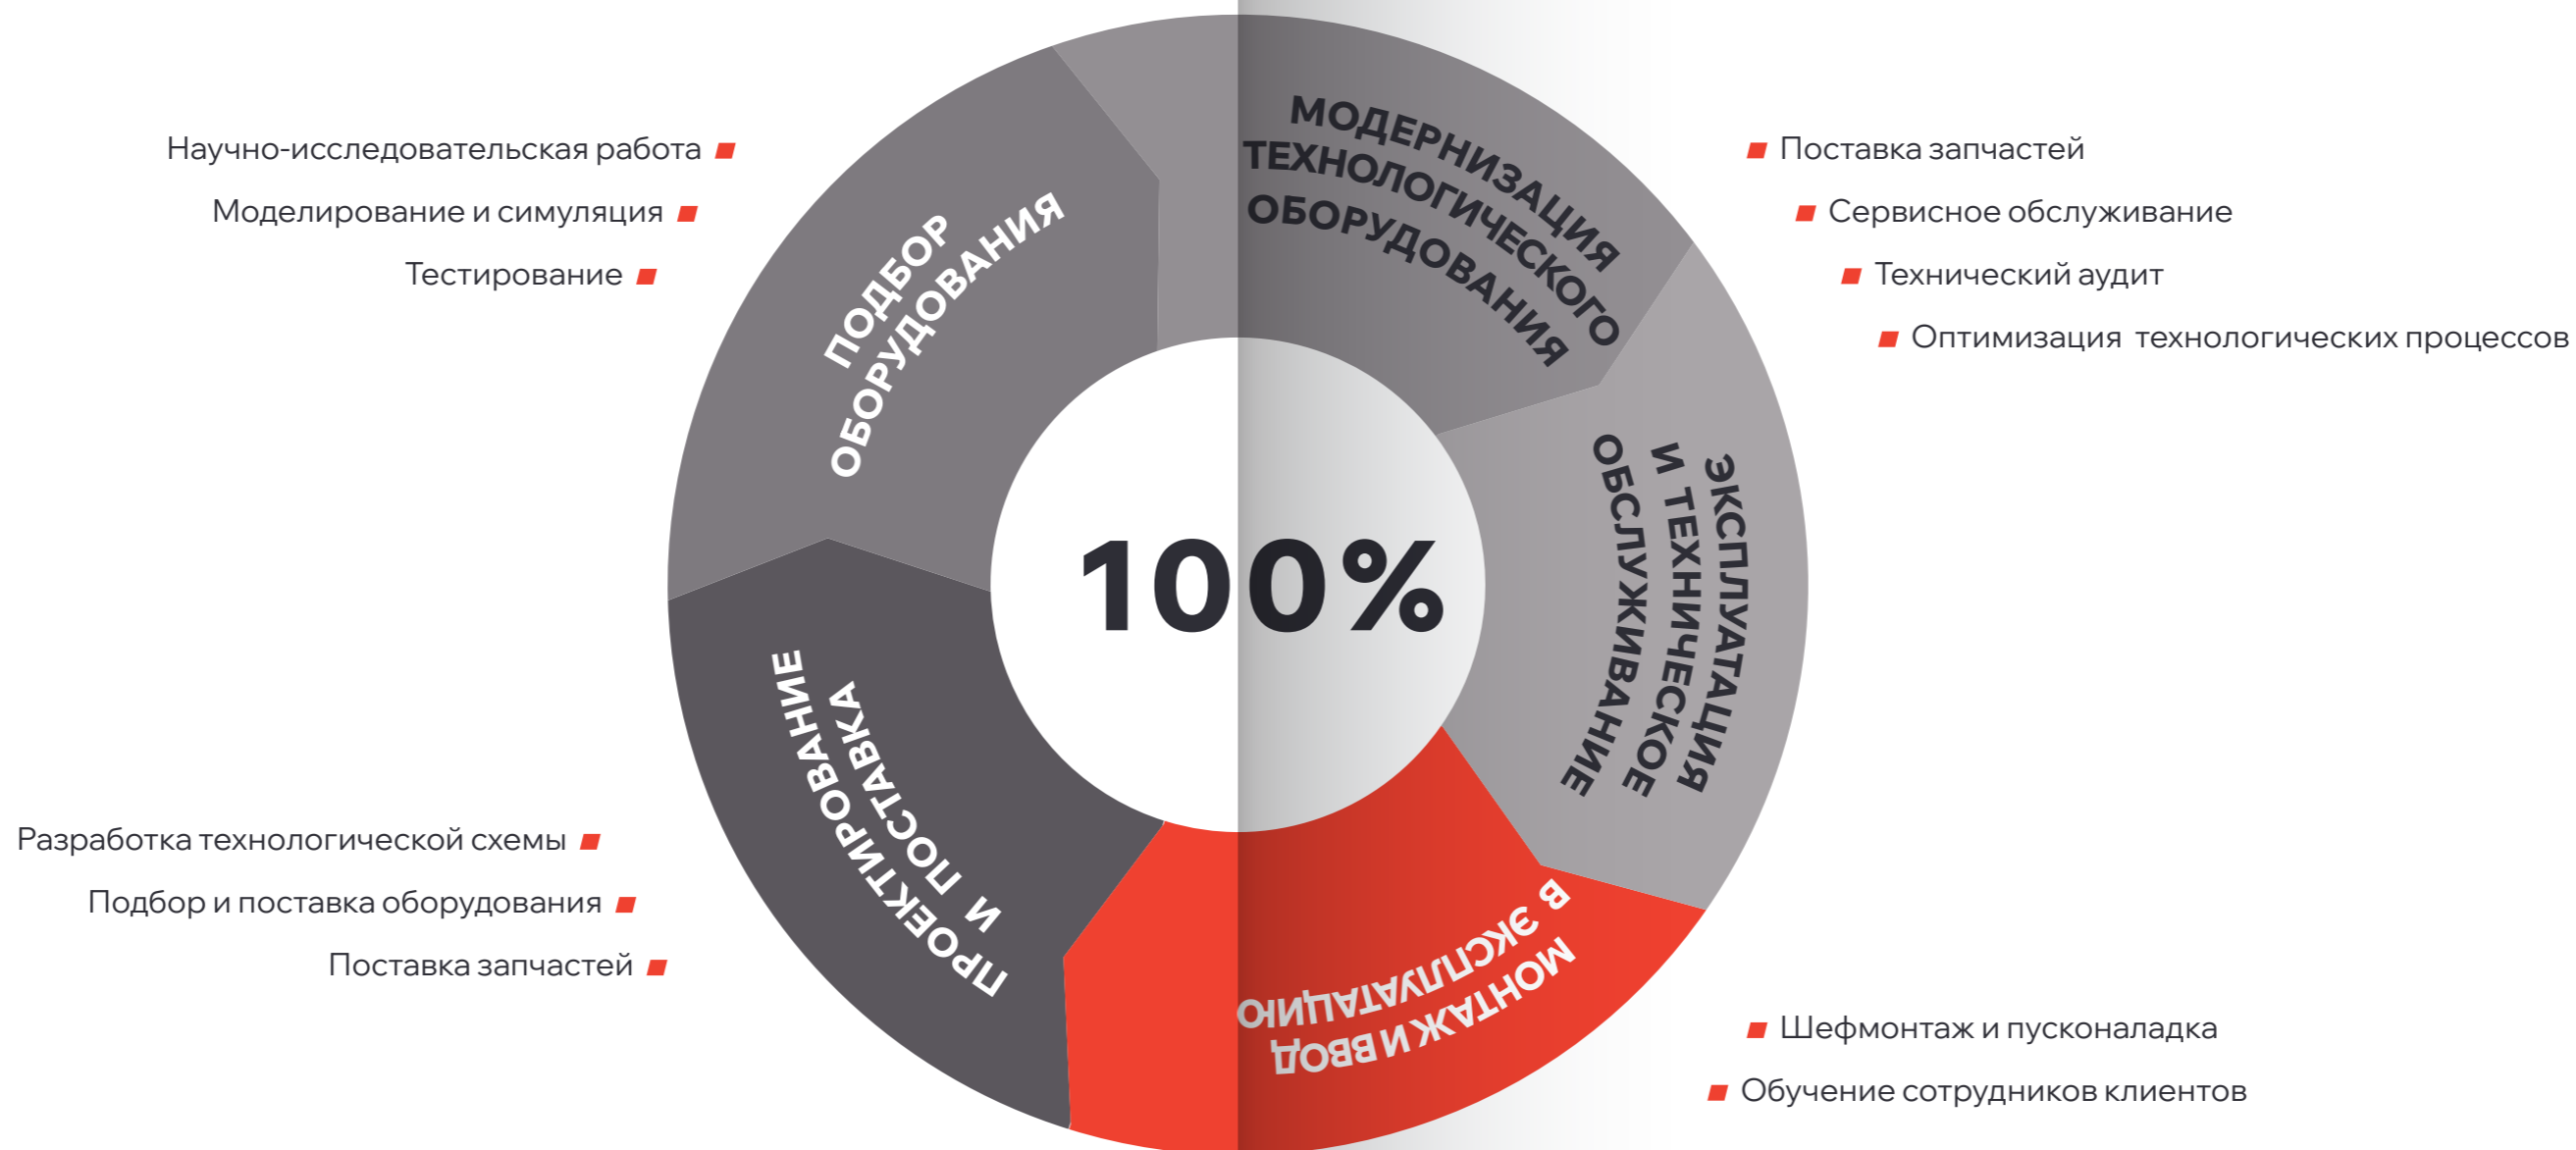 Научно-исследовательская работа
Моделирование и симуляция
Тестирование
ПОДБОР
ОБОРУДОВАНИЯ
МОДЕРНИЗАЦИЯ
ТЕХНОЛОГИЧЕСКОГО
ОБОРУДОВАНИЯ
Поставка запчастей
Сервисное обслуживание
Технический аудит
Оптимизация технологических процессов
ЭКСПЛУАТАЦИЯ
И ТЕХНИЧЕСКОЕ
ОБСЛУЖИВАНИЕ
100%
ПРОЕКТИРОВАНИЕ
И ПОСТАВКА
Разработка технологической схемы
Подбор и поставка оборудования
Поставка запчастей
МОНТАЖ И ВВОД
В ЭКСПЛУАТАЦИЮ
Шефмонтаж и пусконаладка
Обучение сотрудников клиентов